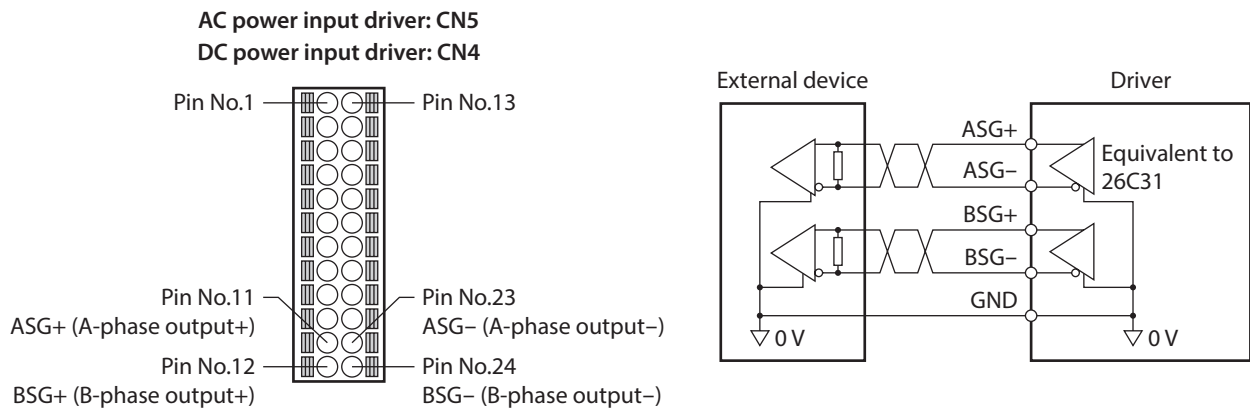 AC power input driver: CN5
DC power input driver: CN4
Pin No.1
Pin No.13
Pin No.11
ASG+ (A-phase output+)
Pin No.23
ASG– (A-phase output–)
Pin No.12
BSG+ (B-phase output+)
Pin No.24
BSG– (B-phase output–)
External device
Driver
ASG+
ASG–
Equivalent to
26C31
BSG+
BSG–
GND
0 V
0 V